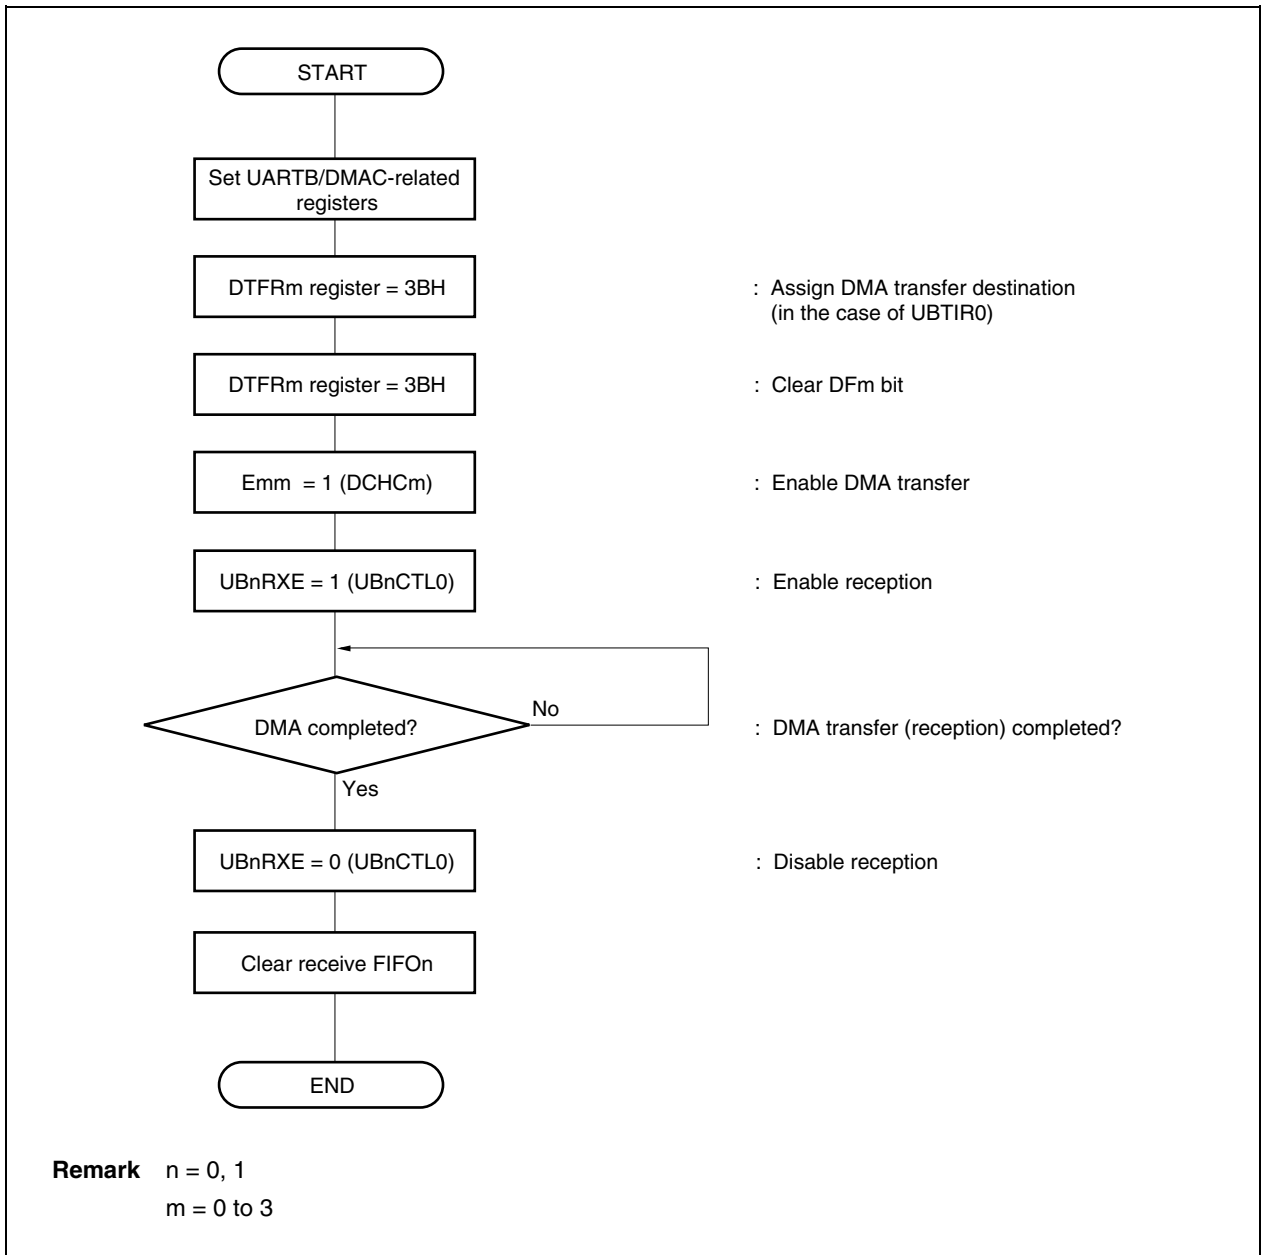 START
Set UARTB/DMAC-related
registers
DTFRm register = 3BH
: Assign DMA transfer destination
(in the case of UBTIR0)
DTFRm register = 3BH
: Clear DFm bit
Emm = 1 (DCHCm)
: Enable DMA transfer
UBnRXE = 1 (UBnCTL0)
: Enable reception
DMA completed?
No
: DMA transfer (reception) completed?
Yes
UBnRXE = 0 (UBnCTL0)
: Disable reception
Clear receive FIFOn
END
Remark n = 0, 1
m = 0 to 3